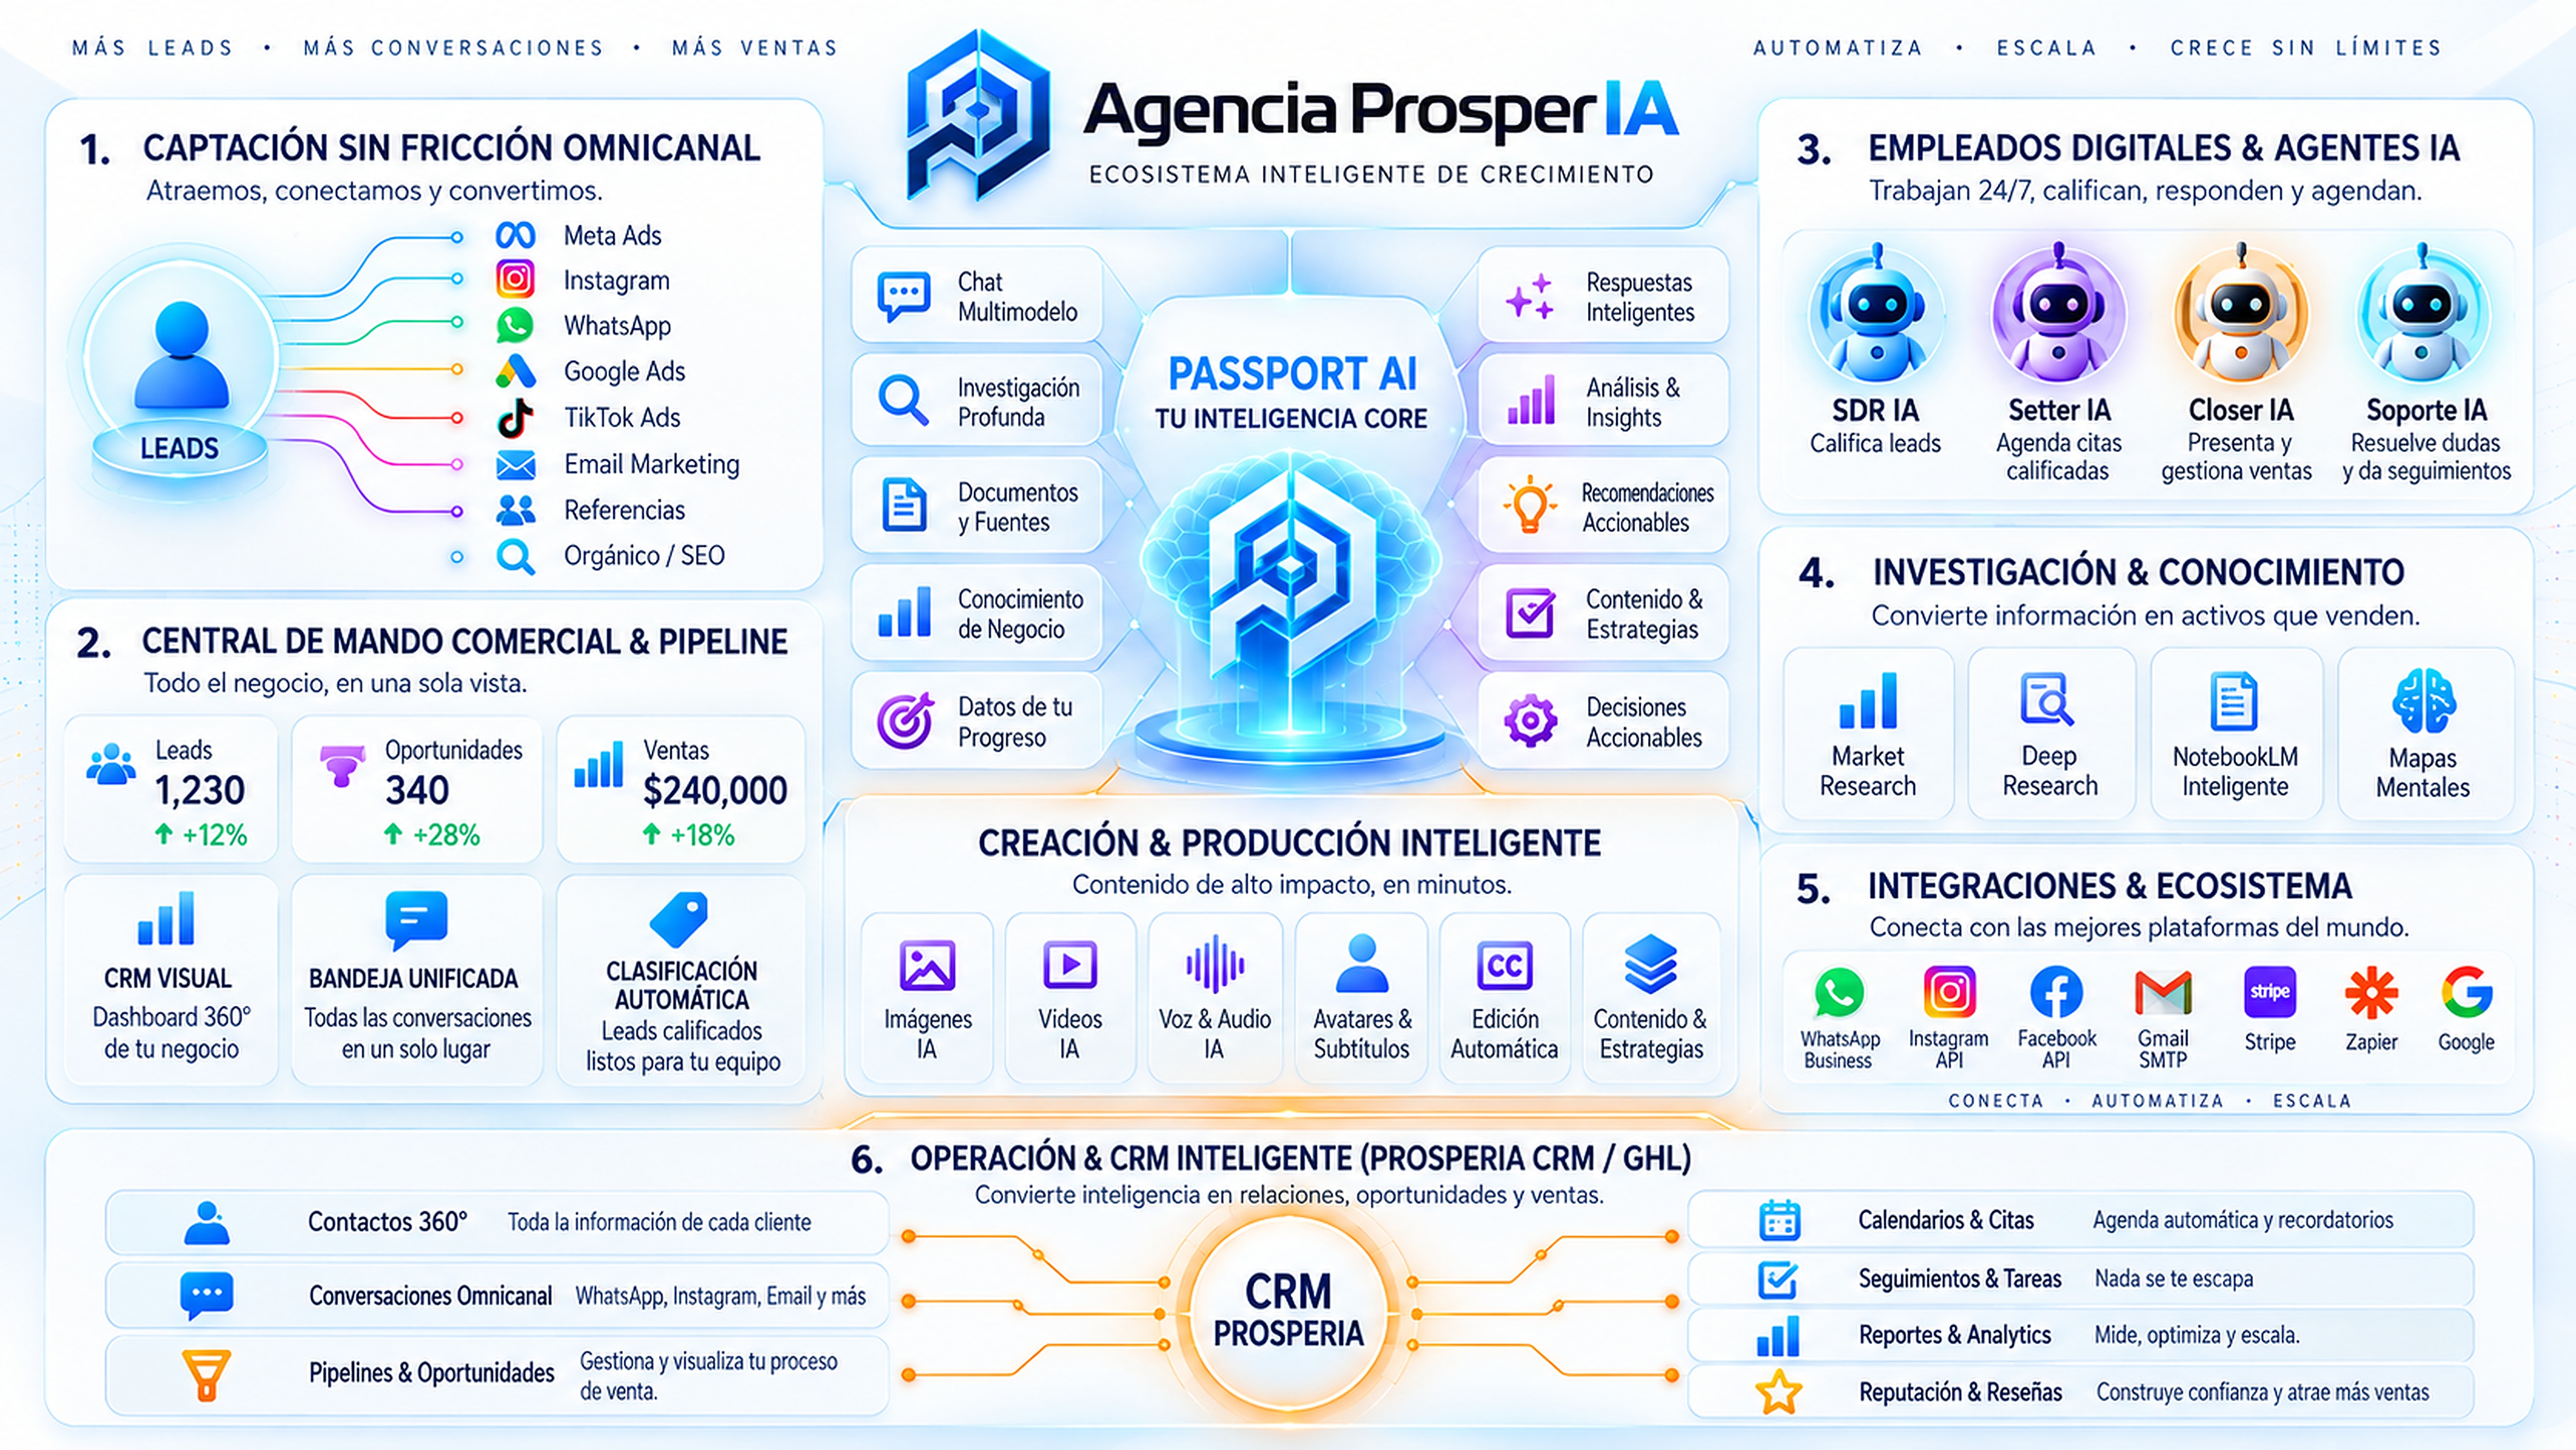 MÁS LEADS • MÁS CONVERSACIONES • MÁS VENTAS
Agencia ProsperIA
ECOSISTEMA INTELIGENTE DE CRECIMIENTO
AUTOMATIZA • ESCALA • CRECE SIN LÍMITES
1. CAPTACIÓN SIN FRICCIÓN OMNICANAL
Atraemos, conectamos y convertimos.
LEADS
Meta Ads
Instagram
WhatsApp
Google Ads
TikTok Ads
Email Marketing
Referencias
Orgánico / SEO
2. CENTRAL DE MANDO COMERCIAL & PIPELINE
Todo el negocio, en una sola vista.
Leads
1,230
+12%
Oportunidades
340
+28%
Ventas
$240,000
+18%
CRM VISUAL
Dashboard 360°
de tu negocio
BANDEJA UNIFICADA
Todas las conversaciones
en un solo lugar
CLASIFICACIÓN
AUTOMÁTICA
Leads calificados
listos para tu equipo
Chat
Multimodelo
Investigación
Profunda
Documentos
y Fuentes
Conocimiento
de Negocio
Datos de tu
Progreso
PASSPORT AI
TU INTELIGENCIA CORE
Respuestas
Inteligentes
Análisis &
Insights
Recomendaciones
Accionables
Contenido &
Estrategias
Decisiones
Accionables
CREACIÓN & PRODUCCIÓN INTELIGENTE
Contenido de alto impacto, en minutos.
Imágenes
IA
Videos
IA
Voz & Audio
IA
Avatares &
Subtítulos
CC
Edición
Automática
Contenido &
Estrategias
3. EMPLEADOS DIGITALES & AGENTES IA
Trabajan 24/7, califican, responden y agendan.
SDR IA
Califica leads
Setter IA
Agenda citas
calificadas
Closer IA
Presenta y
gestiona ventas
Soporte IA
Resuelve dudas
y da seguimientos
4. INVESTIGACIÓN & CONOCIMIENTO
Convierte información en activos que venden.
Market
Research
Deep
Research
NotebookLM
Inteligente
Mapas
Mentales
5. INTEGRACIONES & ECOSISTEMA
Conecta con las mejores plataformas del mundo.
WhatsApp
Business
Instagram
API
Facebook
API
Gmail
SMTP
stripe
Stripe
Zapier
Google
CONECTA • AUTOMATIZA • ESCALA
6. OPERACIÓN & CRM INTELIGENTE (PROSPERIA CRM / GHL)
Convierte inteligencia en relaciones, oportunidades y ventas.
Contactos 360° Toda la información de cada cliente
Conversaciones Omnicanal WhatsApp, Instagram, Email y más
Pipelines & Oportunidades Gestiona y visualiza tu proceso
de venta.
CRM
PROSPERIA
Calendarios & Citas Agenda automática y recordatorios
Seguimientos & Tareas Nada se te escapa
Reportes & Analytics Mide, optimiza y escala.
Reputación & Reseñas Construye confianza y atrae más ventas